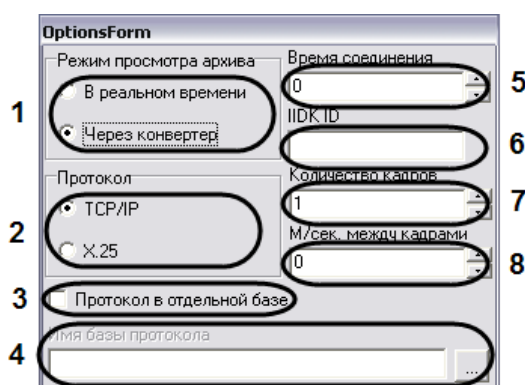 OptionsForm
Режим просмотра архива
В реальном времени
Через конвертер
Время соединения
0
IIDK ID
Протокол
TCP/IP
X.25
Количество кадров
1
М/сек. между кадрами
0
Протокол в отдельной базе
Имя базы протокола
...
1
2
3
4
5
6
7
8